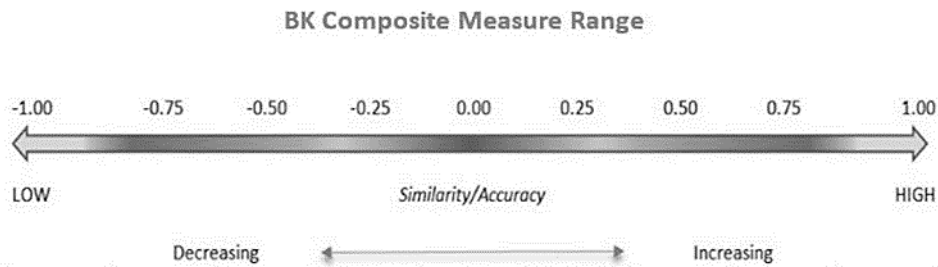 BK Composite Measure Range
-1.00 -0.75 -0.50 -0.25 0.00 0.25 0.50 0.75 1.00
LOW Similarity/Accuracy HIGH
Decreasing Increasing